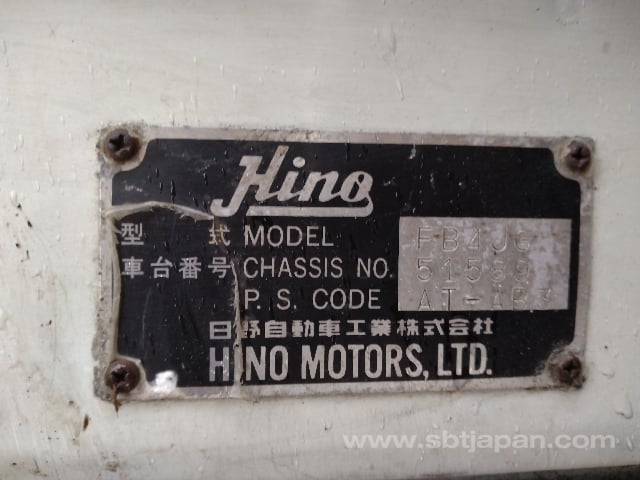 Hino
型式 MODEL FB4JG
車台番号 CHASSIS NO.
P. S. CODE
日野自動車工業株式会社
HINO MOTORS, LTD.
www.sbtjapan.com